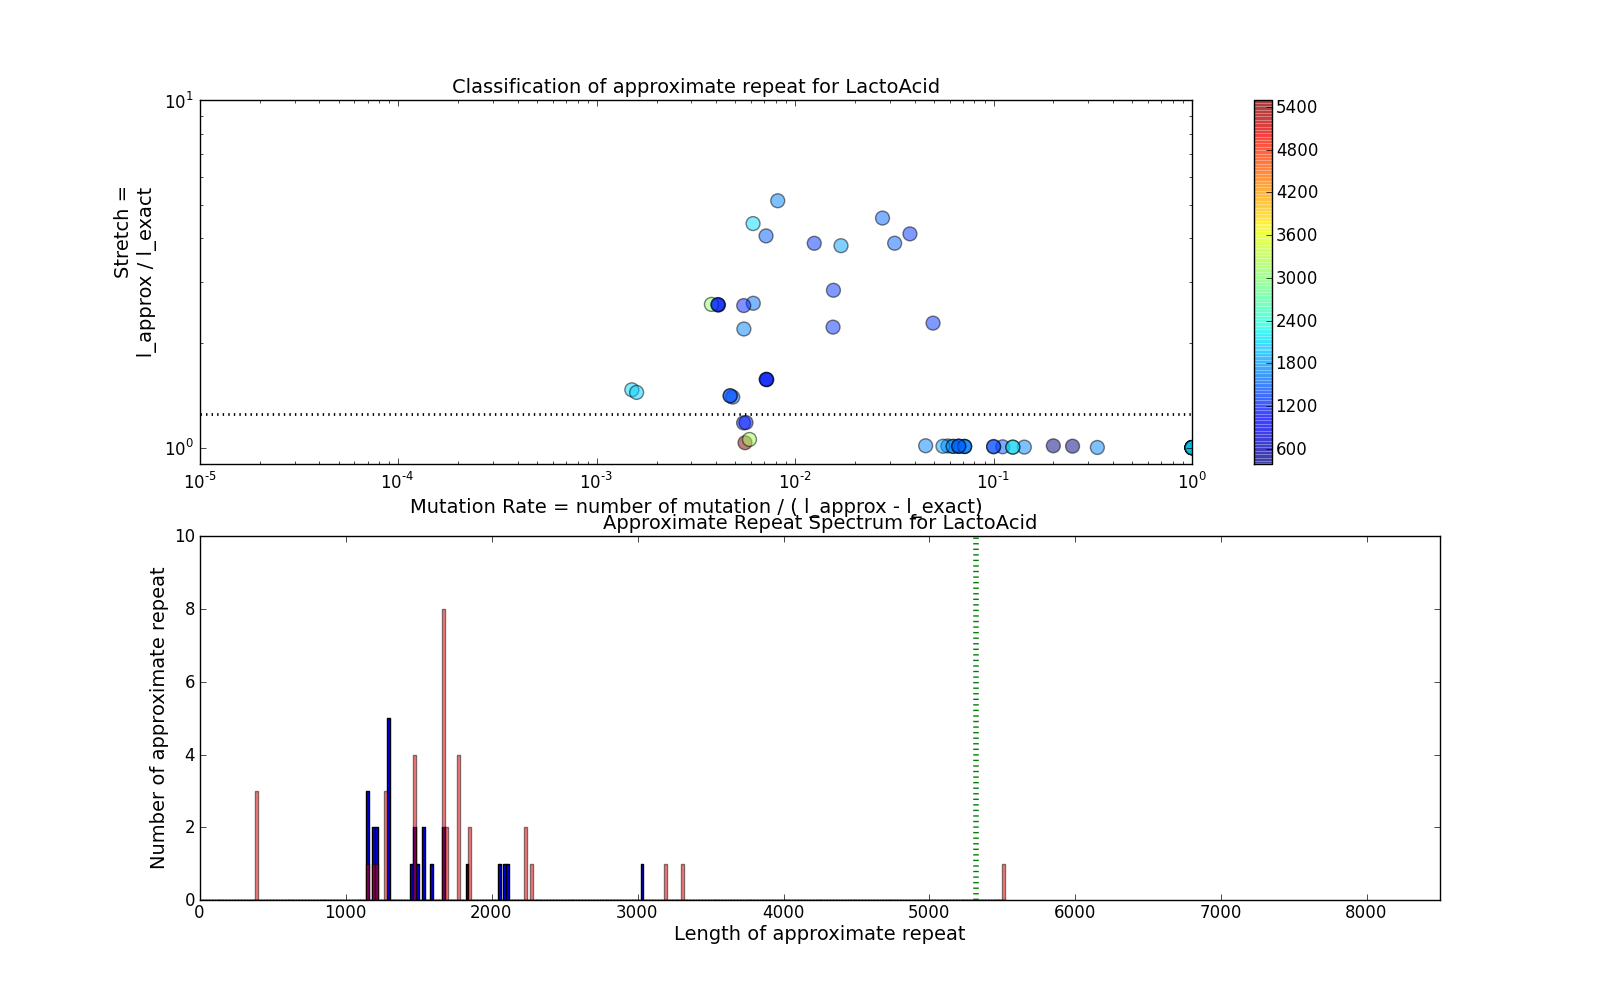 Classification of approximate repeat for LactoAcid
Stretch =
l_approx / l_exact
10^1
10^0
10^-5 10^-4 10^-3 10^-2 10^-1 10^0
Mutation Rate = number of mutation / ( l_approx - l_exact)
5400
4800
4200
3600
3000
2400
1800
1200
600
Approximate Repeat Spectrum for LactoAcid
Number of approximate repeat
10
8
6
4
2
0
0 1000 2000 3000 4000 5000 6000 7000 8000
Length of approximate repeat